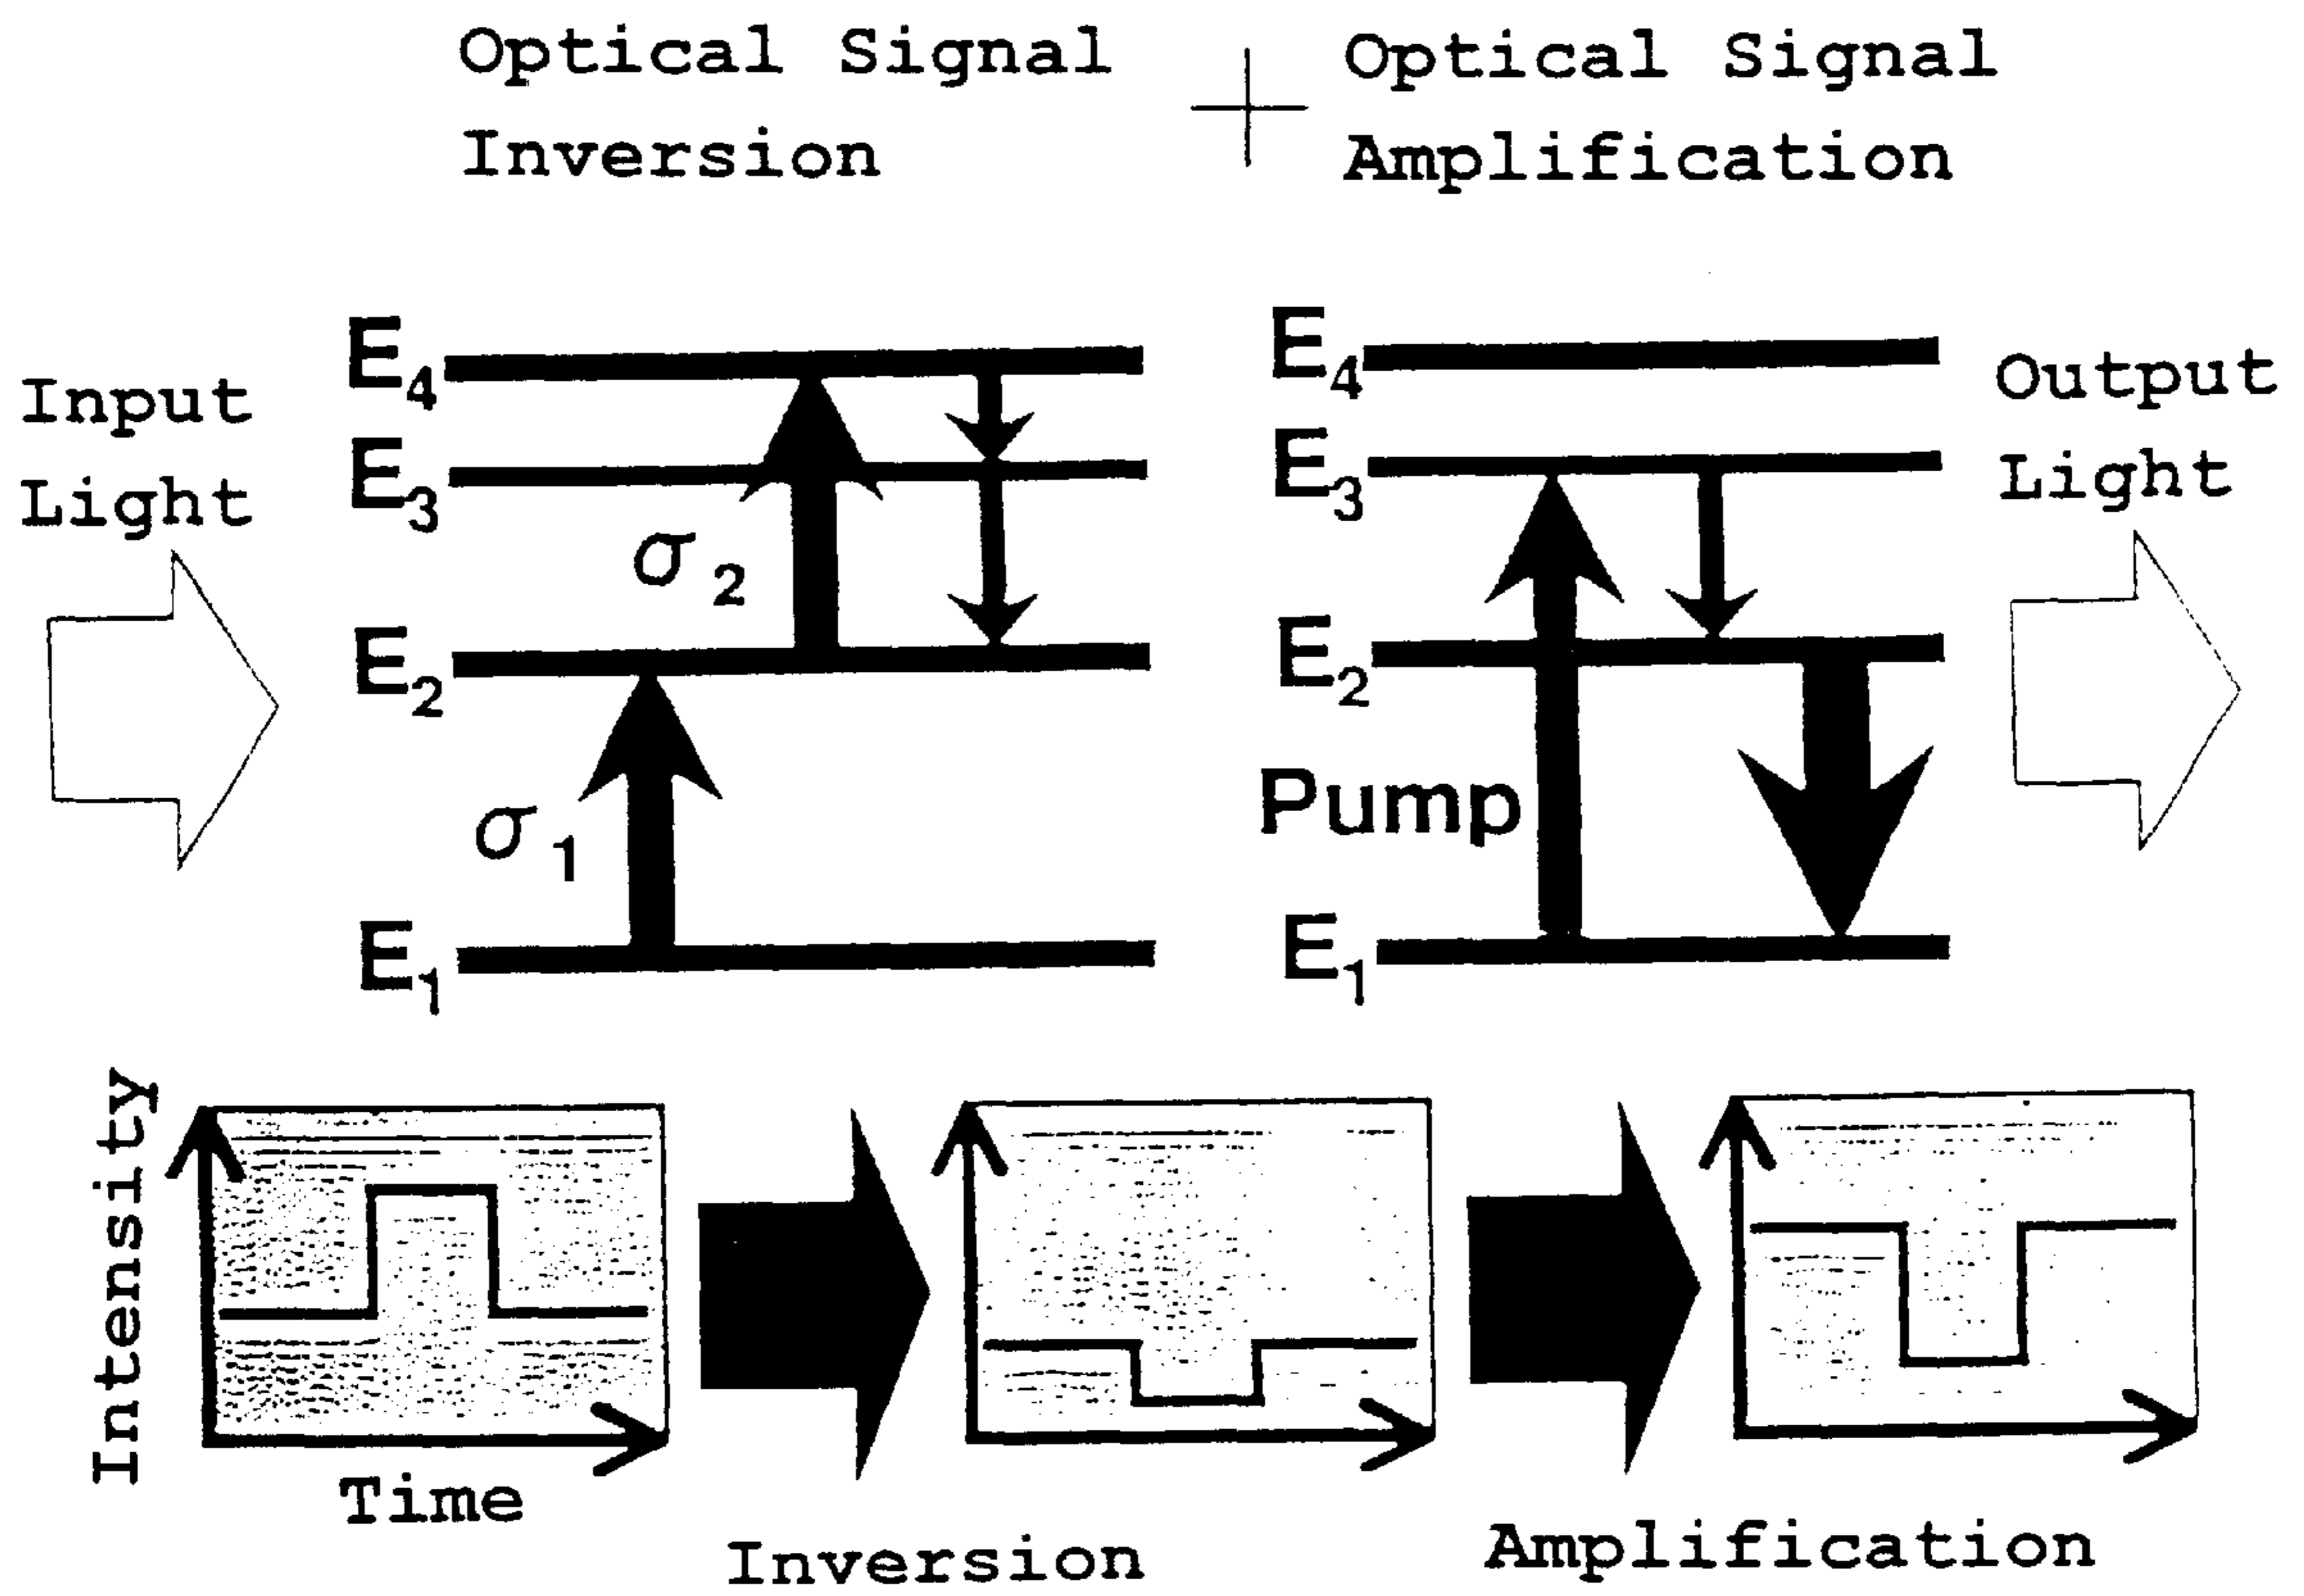 Optical Signal
Inversion
+
Optical Signal
Amplification
Input
Light
E4
E3
σ2
E2
σ1
E1
E4
E3
E2
Pump
E1
Output
Light
Intensity
Time
Inversion
Amplification